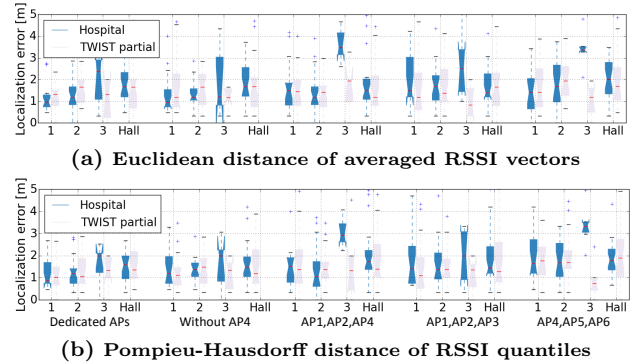 5
4
3
2
1
0
Localization error [m]
Hospital
TWIST partial
1 2 3 Hall 1 2 3 Hall 1 2 3 Hall 1 2 3 Hall 1 2 3 Hall
(a) Euclidean distance of averaged RSSI vectors
5
4
3
2
1
0
Localization error [m]
Hospital
TWIST partial
1 2 3 Hall 1 2 3 Hall 1 2 3 Hall 1 2 3 Hall 1 2 3 Hall
Dedicated APs Without AP4 AP1,AP2,AP4 AP1,AP2,AP3 AP4,AP5,AP6
(b) Pompieu-Hausdorff distance of RSSI quantiles